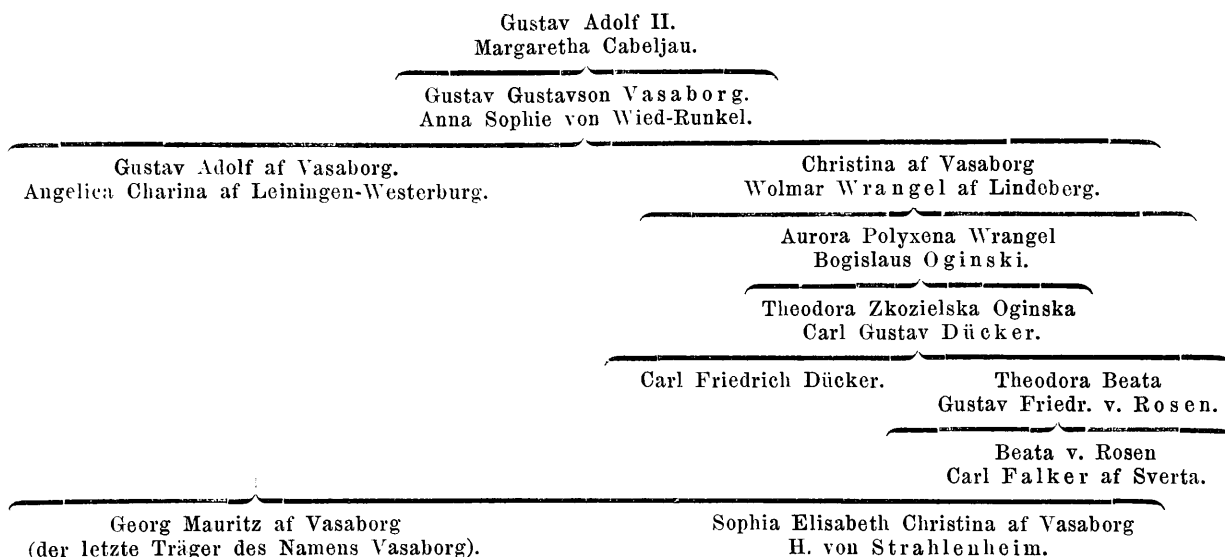 Gustav Adolf II.
Margaretha Cabeljau.
Gustav Gustavson Vasaborg.
Anna Sophie von Wied-Runkel.
Gustav Adolf af Vasaborg.
Angelica Charina af Leiningen-Westerburg.
Christina af Vasaborg
Wolmar Wrangel af Lindeberg.
Aurora Polyxena Wrangel
Bogislaus Oginski.
Theodora Zkozielska Oginska
Carl Gustav Dücker.
Carl Friedrich Dücker.
Theodora Beata
Gustav Friedr. v. Rosen.
Beata v. Rosen
Carl Falker af Sverta.
Georg Mauritz af Vasaborg
(der letzte Träger des Namens Vasaborg).
Sophia Elisabeth Christina af Vasaborg
H. von Strahlenheim.